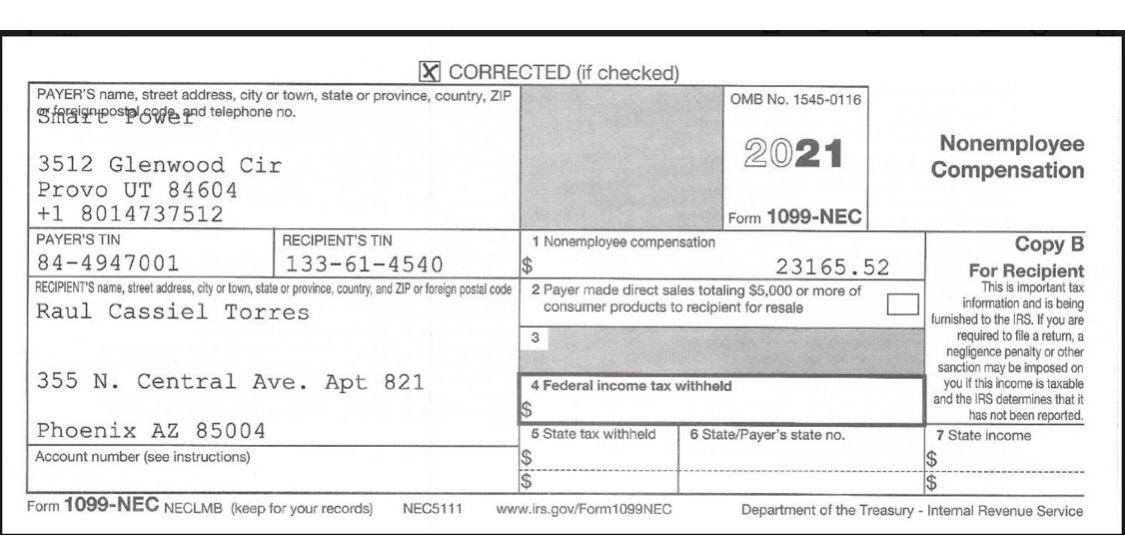 CORRECTED (if checked)
PAYER'S name, street address, city or town, state or province, country, ZIP
or foreign postal code, and telephone no.
Smart Power
3512 Glenwood Cir
Provo UT 84604
+1 8014737512
OMB No. 1545-0116
2021
Form 1099-NEC
Nonemployee
Compensation
PAYER'S TIN
84-4947001
RECIPIENT'S TIN
133-61-4540
1 Nonemployee compensation
$ 23165.52
Copy B
For Recipient
This is important tax
information and is being
furnished to the IRS. If you are
required to file a return, a
negligence penalty or other
sanction may be imposed on
you if this income is taxable
and the IRS determines that it
has not been reported.
RECIPIENT'S name, street address, city or town, state or province, country, and ZIP or foreign postal code
Raul Cassiel Torres
355 N. Central Ave. Apt 821
Phoenix AZ 85004
2 Payer made direct sales totaling $5,000 or more of
consumer products to recipient for resale
3
4 Federal income tax withheld
$
Account number (see instructions)
5 State tax withheld
$
$
6 State/Payer's state no.
7 State income
$
$
Form 1099-NEC NECLMB (keep for your records) NEC5111 www.irs.gov/Form1099NEC Department of the Treasury - Internal Revenue Service